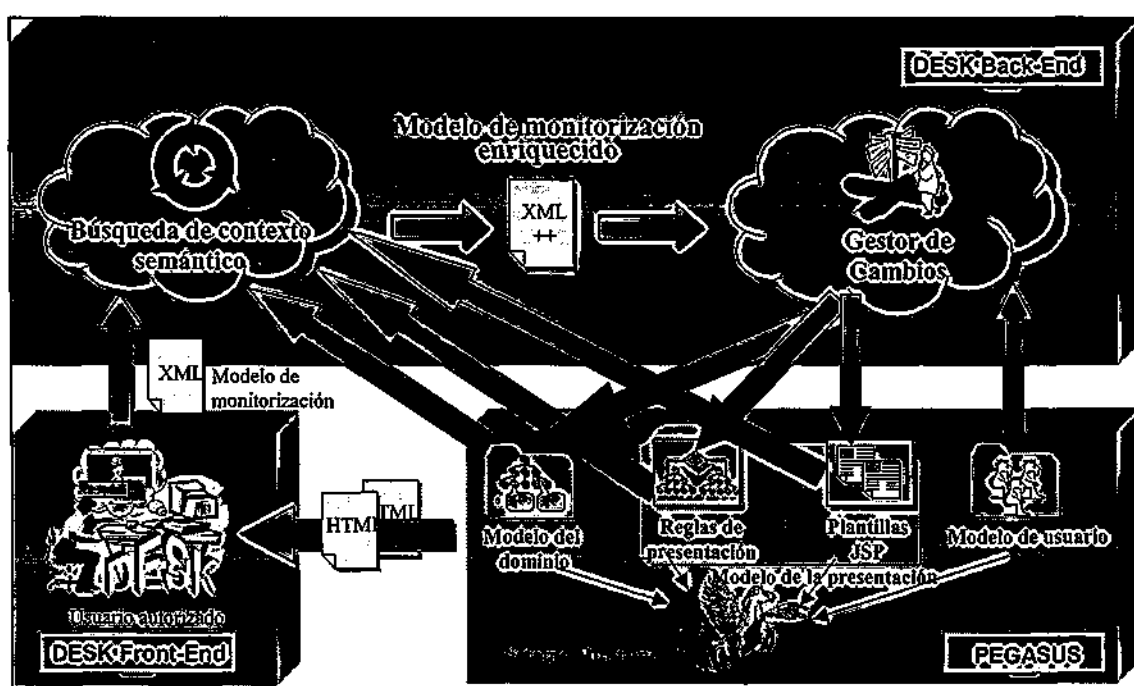 DESK Back-End
Modelo de monitorización
enriquecido
XML
++
Búsqueda de contexto
semántico
Gestor de
Cambios
XML
Modelo de
monitorización
HTML
TML
Modelo del
dominio
Reglas de
presentación
Plantillas
JSP
Modelo de usuario
Modelo de la presentación
DESK
Usuario autorizado
DESK Front-End
PEGASUS